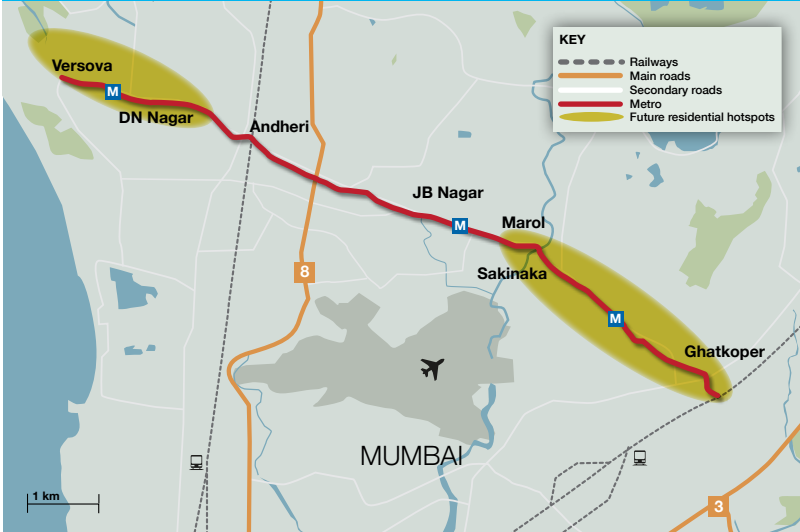 KEY
Railways
Main roads
Secondary roads
Metro
Future residential hotspots
Versova
M
DN Nagar
Andheri
JB Nagar
M
Marol
8
Sakinaka
M
Ghatkoper
MUMBAI
1 km
3